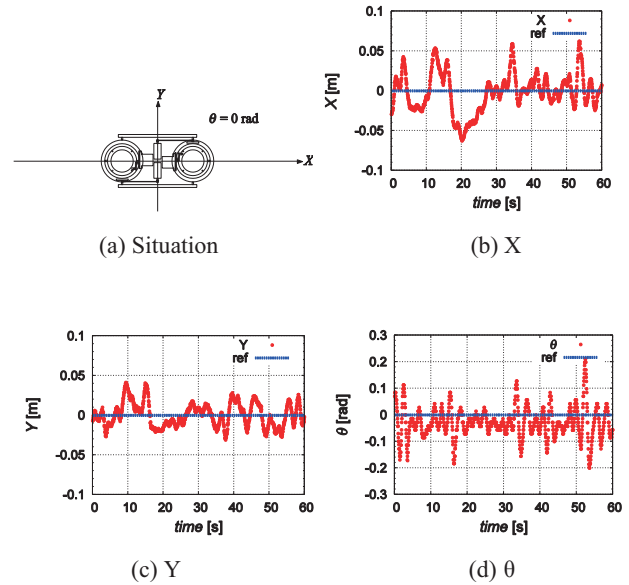 Y
θ = 0 rad
X
(a) Situation
0.1
0.05
0
-0.05
-0.1
X [m]
X
ref
0 10 20 30 40 50 60
time [s]
(b) X
0.1
0.05
0
-0.05
-0.1
Y [m]
Y
ref
0 10 20 30 40 50 60
time [s]
(c) Y
0.3
0.2
0.1
0
-0.1
-0.2
-0.3
θ [rad]
θ
ref
0 10 20 30 40 50 60
time [s]
(d) θ